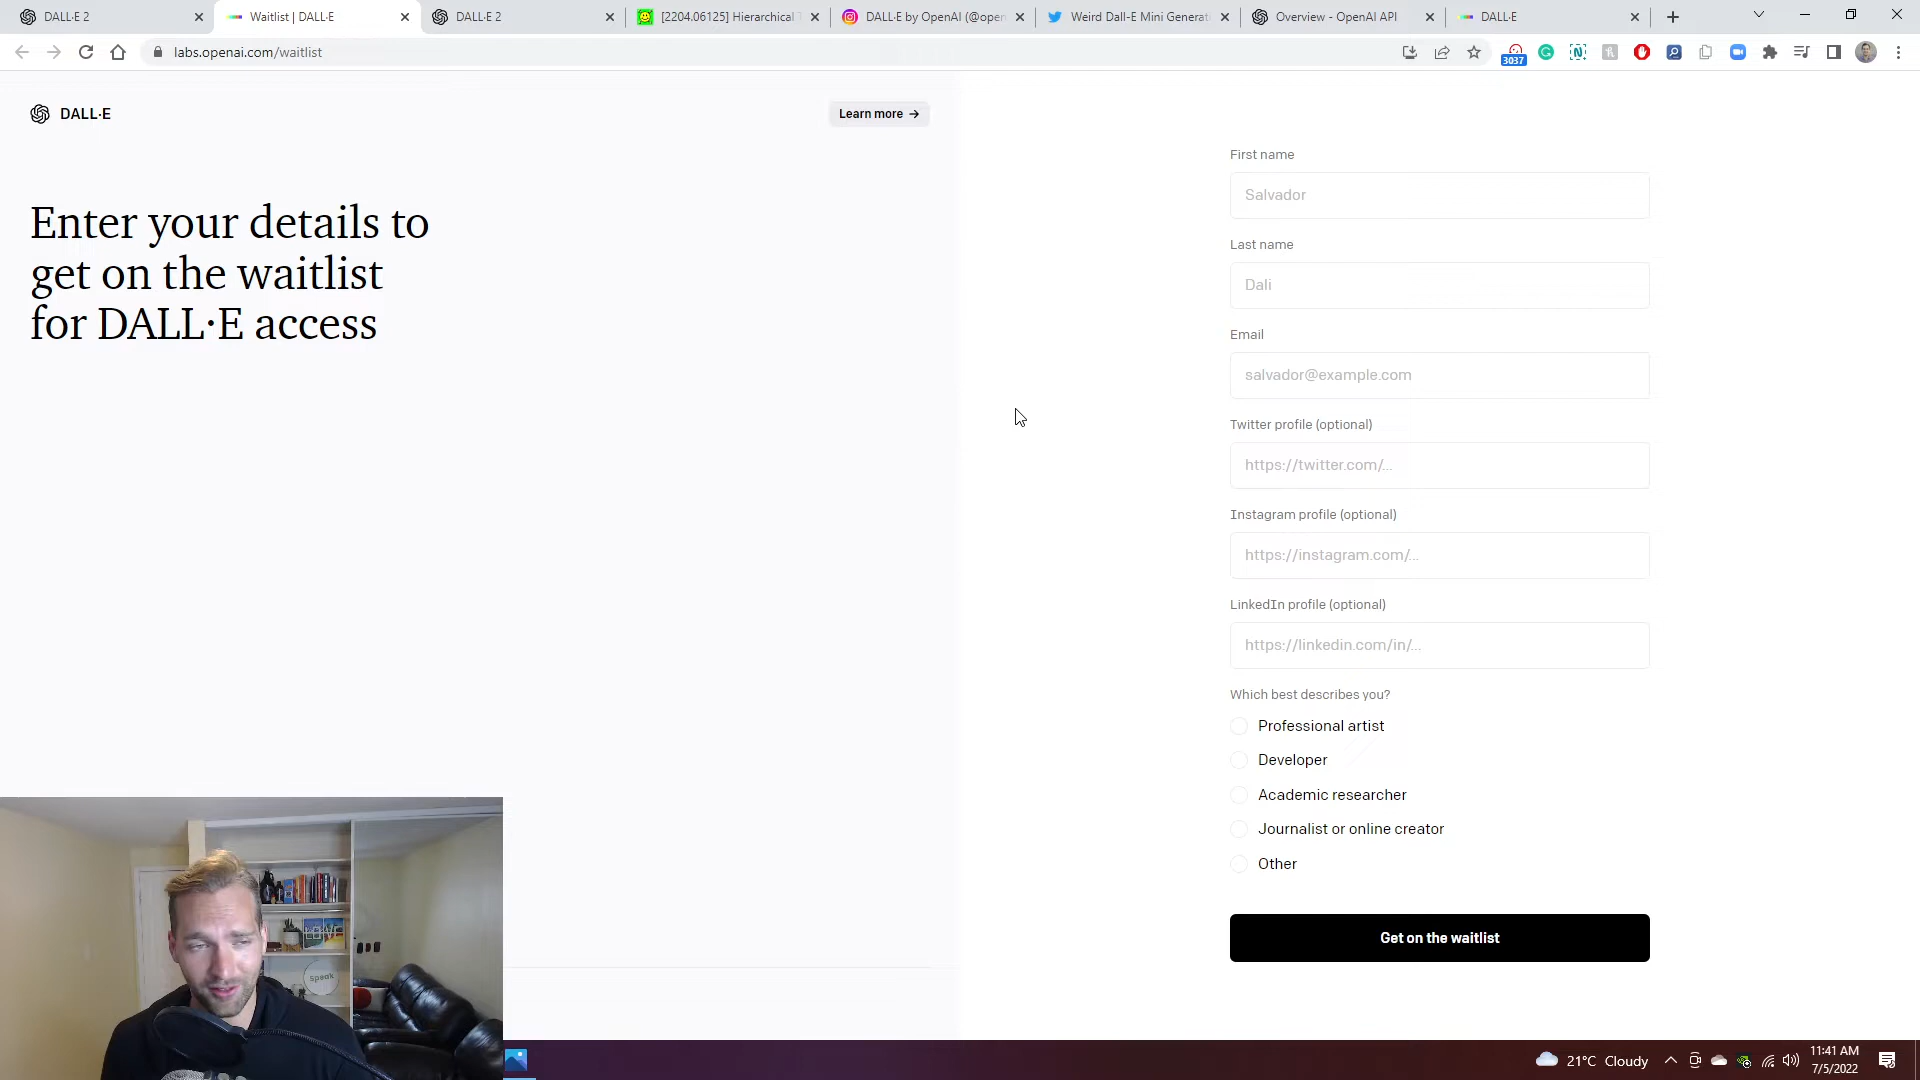 DALL·E 2
Waitlist | DALL·E
DALL·E 2
[2204.06125] Hierarchical
DALL·E by OpenAI (@open
Weird Dall-E Mini Generati
Overview - OpenAI API
DALL·E
labs.openai.com/waitlist
3037
DALL·E
Learn more →
Enter your details to
get on the waitlist
for DALL·E access
First name
Salvador
Last name
Dali
Email
salvador@example.com
Twitter profile (optional)
https://twitter.com/...
Instagram profile (optional)
https://instagram.com/...
LinkedIn profile (optional)
https://linkedin.com/in/...
Which best describes you?
Professional artist
Developer
Academic researcher
Journalist or online creator
Other
Get on the waitlist
Speak
21°C Cloudy
11:41 AM
7/5/2022